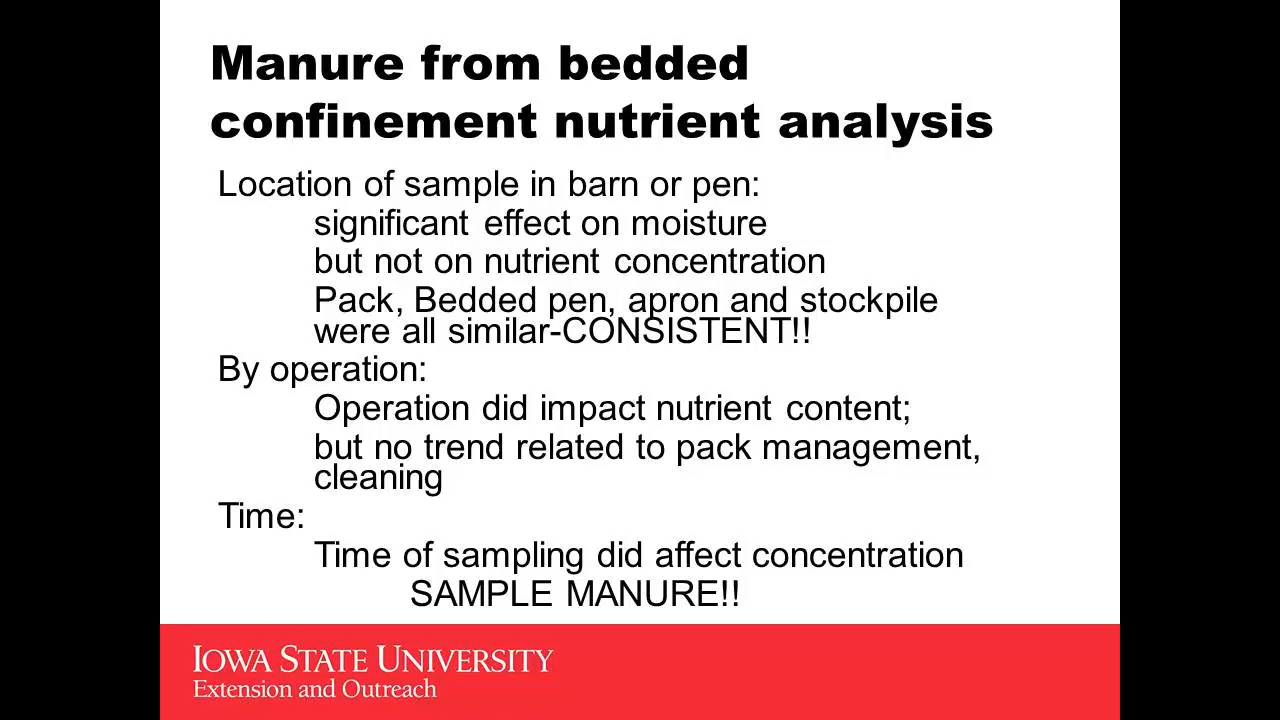 Manure from bedded
confinement nutrient analysis
Location of sample in barn or pen:
significant effect on moisture
but not on nutrient concentration
Pack, Bedded pen, apron and stockpile
were all similar-CONSISTENT!!
By operation:
Operation did impact nutrient content;
but no trend related to pack management,
cleaning
Time:
Time of sampling did affect concentration
SAMPLE MANURE!!
IOWA STATE UNIVERSITY
Extension and Outreach